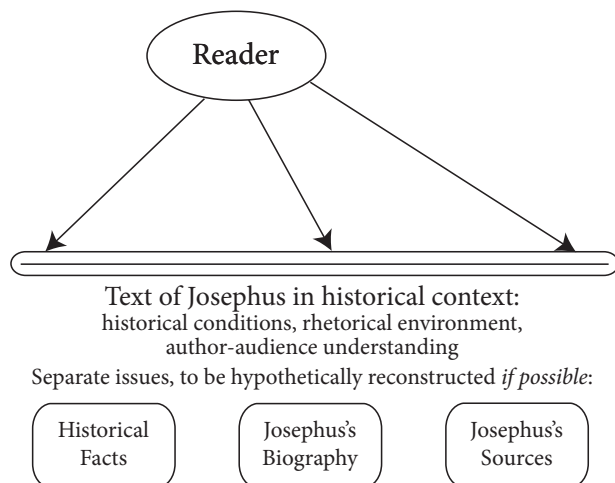 Reader
Text of Josephus in historical context:
historical conditions, rhetorical environment,
author-audience understanding
Separate issues, to be hypothetically reconstructed if possible:
Historical
Facts
Josephus's
Biography
Josephus's
Sources